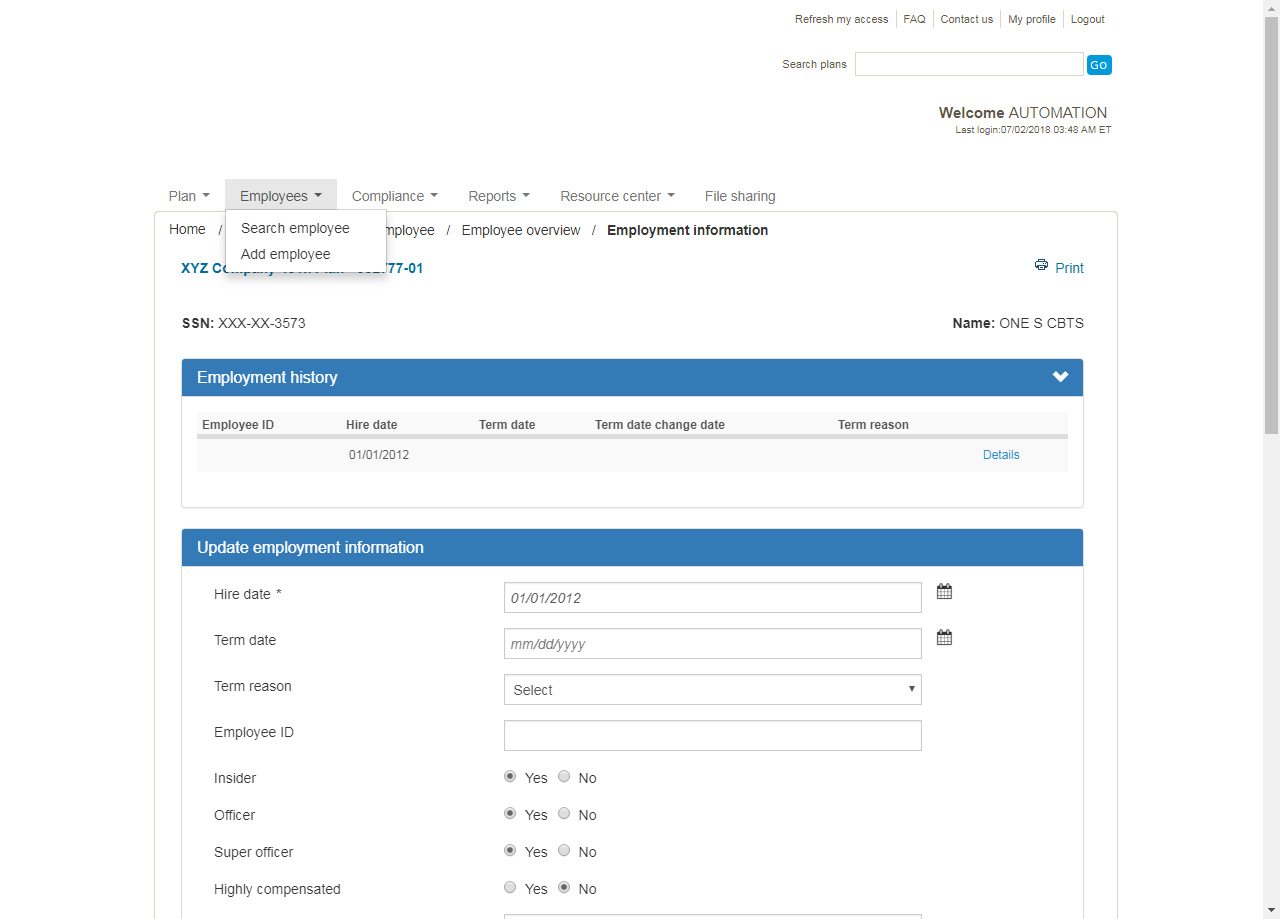 Refresh my access FAQ Contact us My profile Logout
Search plans Go
Welcome AUTOMATION
Last login:07/02/2018 03:48 AM ET
Plan Employees Compliance Reports Resource center File sharing
Home / Employee overview / Employment information
Search employee
Add employee
XYZ 77-01
Print
SSN: XXX-XX-3573 Name: ONE S CBTS
Employment history
Employee ID Hire date Term date Term date change date Term reason
01/01/2012 Details
Update employment information
Hire date * 01/01/2012
Term date mm/dd/yyyy
Term reason Select
Employee ID
Insider Yes No
Officer Yes No
Super officer Yes No
Highly compensated Yes No